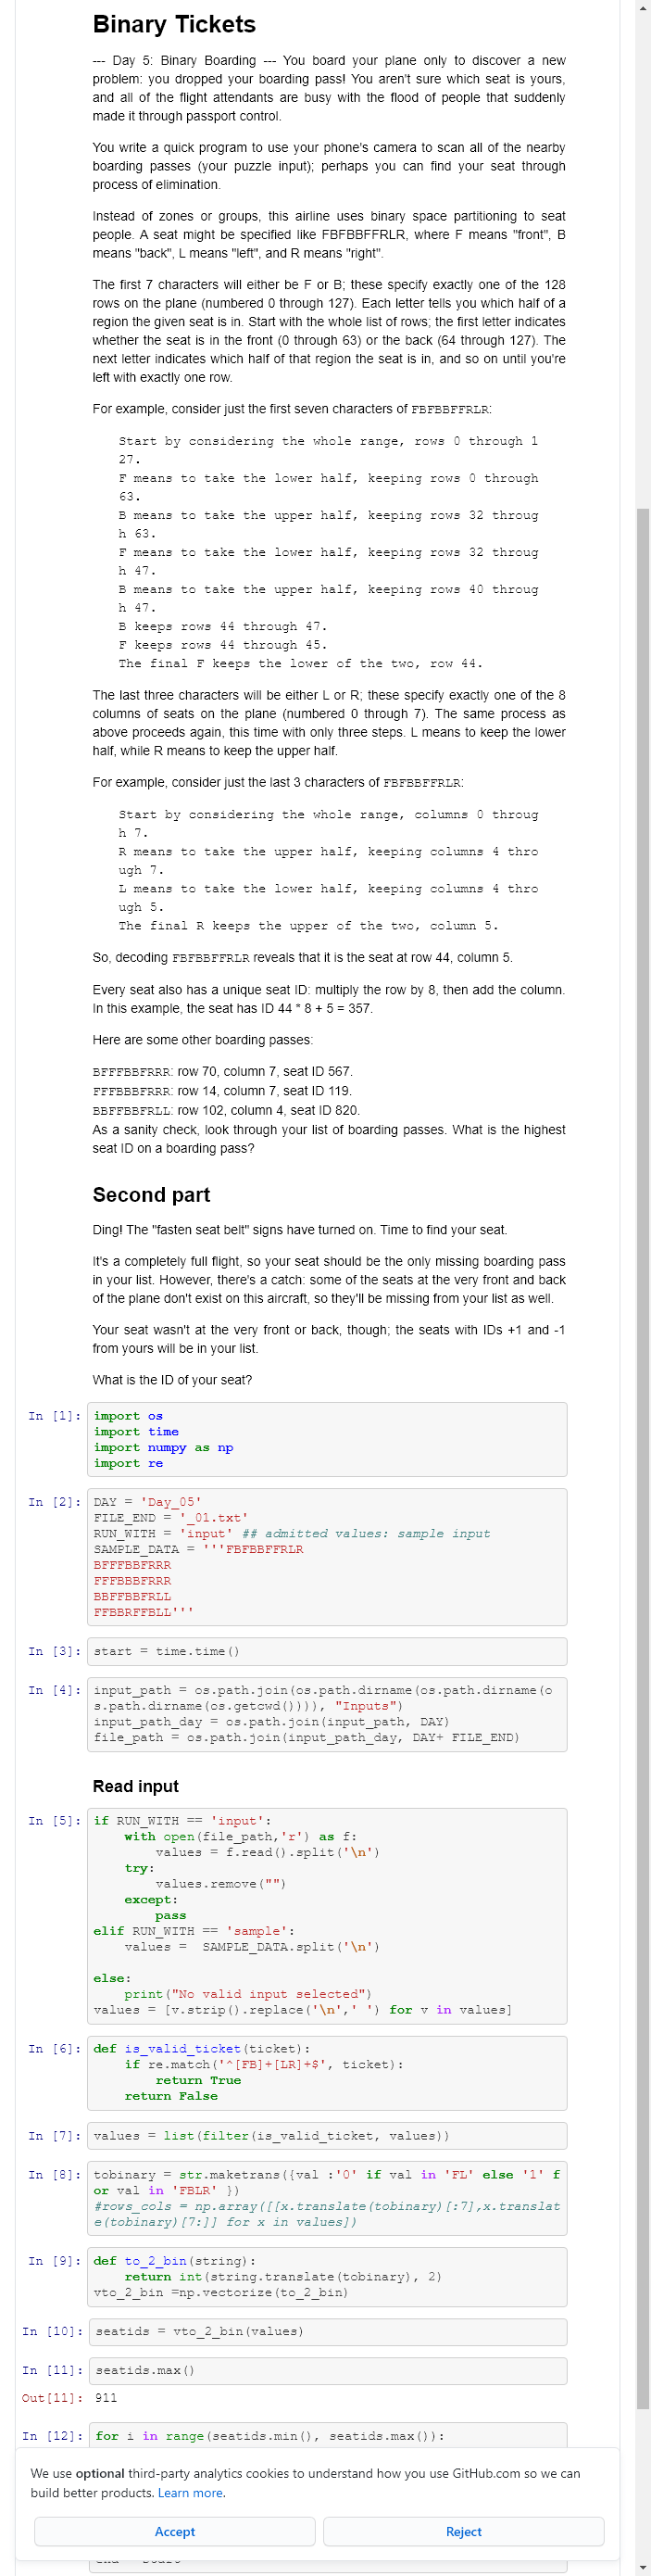 Binary Tickets
--- Day 5: Binary Boarding --- You board your plane only to discover a new
problem: you dropped your boarding pass! You aren't sure which seat is yours,
and all of the flight attendants are busy with the flood of people that suddenly
made it through passport control.
You write a quick program to use your phone's camera to scan all of the nearby
boarding passes (your puzzle input); perhaps you can find your seat through
process of elimination.
Instead of zones or groups, this airline uses binary space partitioning to seat
people. A seat might be specified like FBFBBFFRLR, where F means "front", B
means "back", L means "left", and R means "right".
The first 7 characters will either be F or B; these specify exactly one of the 128
rows on the plane (numbered 0 through 127). Each letter tells you which half of a
region the given seat is in. Start with the whole list of rows; the first letter indicates
whether the seat is in the front (0 through 63) or the back (64 through 127). The
next letter indicates which half of that region the seat is in, and so on until you're
left with exactly one row.
For example, consider just the first seven characters of FBFBBFFRLR:
Start by considering the whole range, rows 0 through 1
27.
F means to take the lower half, keeping rows 0 through
63.
B means to take the upper half, keeping rows 32 throug
h 63.
F means to take the lower half, keeping rows 32 throug
h 47.
B means to take the upper half, keeping rows 40 throug
h 47.
B keeps rows 44 through 47.
F keeps rows 44 through 45.
The final F keeps the lower of the two, row 44.
The last three characters will be either L or R; these specify exactly one of the 8
columns of seats on the plane (numbered 0 through 7). The same process as
above proceeds again, this time with only three steps. L means to keep the lower
half, while R means to keep the upper half.
For example, consider just the last 3 characters of FBFBBFFRLR:
Start by considering the whole range, columns 0 throug
h 7.
R means to take the upper half, keeping columns 4 thro
ugh 7.
L means to take the lower half, keeping columns 4 thro
ugh 5.
The final R keeps the upper of the two, column 5.
So, decoding FBFBBFFRLR reveals that it is the seat at row 44, column 5.
Every seat also has a unique seat ID: multiply the row by 8, then add the column.
In this example, the seat has ID 44 * 8 + 5 = 357.
Here are some other boarding passes:
BFFFBBFRRR: row 70, column 7, seat ID 567.
FFFBBBFRRR: row 14, column 7, seat ID 119.
BBFFBBFRLL: row 102, column 4, seat ID 820.
As a sanity check, look through your list of boarding passes. What is the highest
seat ID on a boarding pass?
Second part
Ding! The "fasten seat belt" signs have turned on. Time to find your seat.
It's a completely full flight, so your seat should be the only missing boarding pass
in your list. However, there's a catch: some of the seats at the very front and back
of the plane don't exist on this aircraft, so they'll be missing from your list as well.
Your seat wasn't at the very front or back, though; the seats with IDs +1 and -1
from yours will be in your list.
What is the ID of your seat?
In [1]: import os
import time
import numpy as np
import re
In [2]: DAY = 'Day_05'
FILE_END = '_01.txt'
RUN_WITH = 'input' ## admitted values: sample input
SAMPLE_DATA = '''FBFBBFFRLR
BFFFBBFRRR
FFFBBBFRRR
BBFFBBFRLL
FFBBRFFBLL'''
In [3]: start = time.time()
In [4]: input_path = os.path.join(os.path.dirname(os.path.dirname(o
s.path.dirname(os.getcwd()))), "Inputs")
input_path_day = os.path.join(input_path, DAY)
file_path = os.path.join(input_path_day, DAY+ FILE_END)
Read input
In [5]: if RUN_WITH == 'input':
with open(file_path,'r') as f:
values = f.read().split('\n')
try:
values.remove("")
except:
pass
elif RUN_WITH == 'sample':
values =  SAMPLE_DATA.split('\n')
else:
print("No valid input selected")
values = [v.strip().replace('\n',' ') for v in values]
In [6]: def is_valid_ticket(ticket):
if re.match('^[FB]+[LR]+$', ticket):
return True
return False
In [7]: values = list(filter(is_valid_ticket, values))
In [8]: tobinary = str.maketrans({val :'0' if val in 'FL' else '1' f
or val in 'FBLR' })
#rows_cols = np.array([[x.translate(tobinary)[:7],x.translat
e(tobinary)[7:]] for x in values])
In [9]: def to_2_bin(string):
return int(string.translate(tobinary), 2)
vto_2_bin =np.vectorize(to_2_bin)
In [10]: seatids = vto_2_bin(values)
In [11]: seatids.max()
Out[11]: 911
In [12]: for i in range(seatids.min(), seatids.max()):
We use optional third-party analytics cookies to understand how you use GitHub.com so we can
build better products. Learn more.
Accept Reject